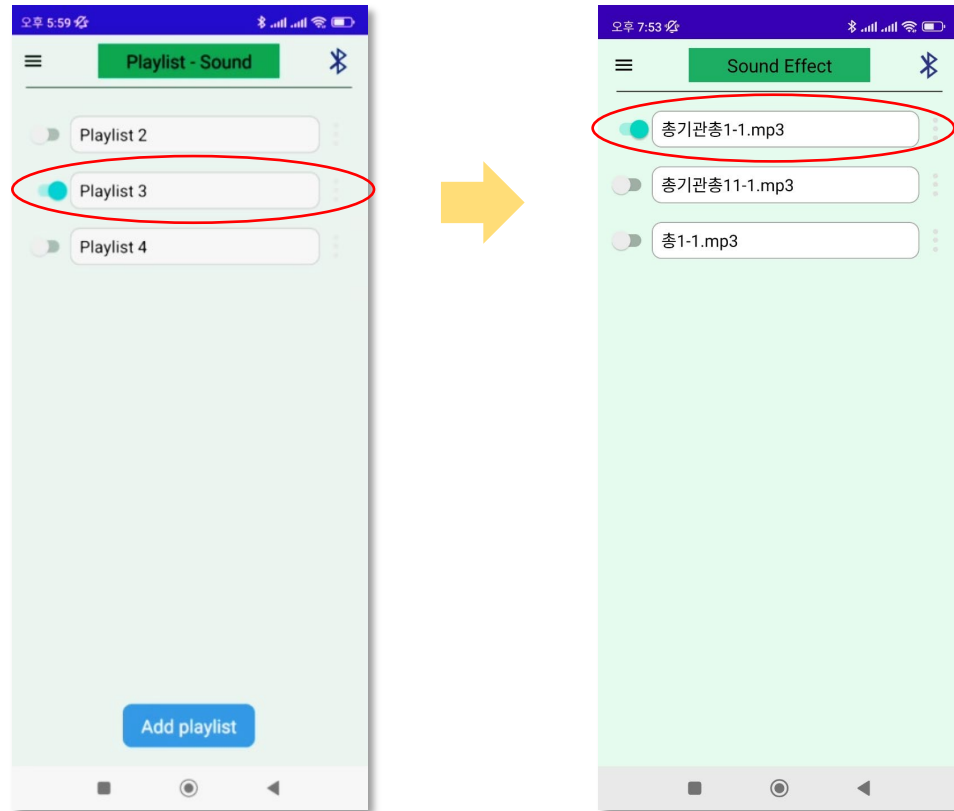 오후 5:59
Playlist - Sound
Playlist 2
Playlist 3
Playlist 4
Add playlist
오후 7:53
Sound Effect
총기관총1-1.mp3
총기관총11-1.mp3
총1-1.mp3